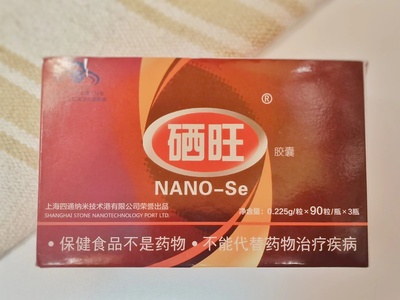 硒旺
®
胶囊
NANO-Se
净含量: 0.225g/粒×90粒/瓶×3瓶
上海四通纳米技术港有限公司荣誉出品
SHANGHAI STONE NANOTECHNOLOGY PORT LTD.
•保健食品不是药物 •不能代替药物治疗疾病